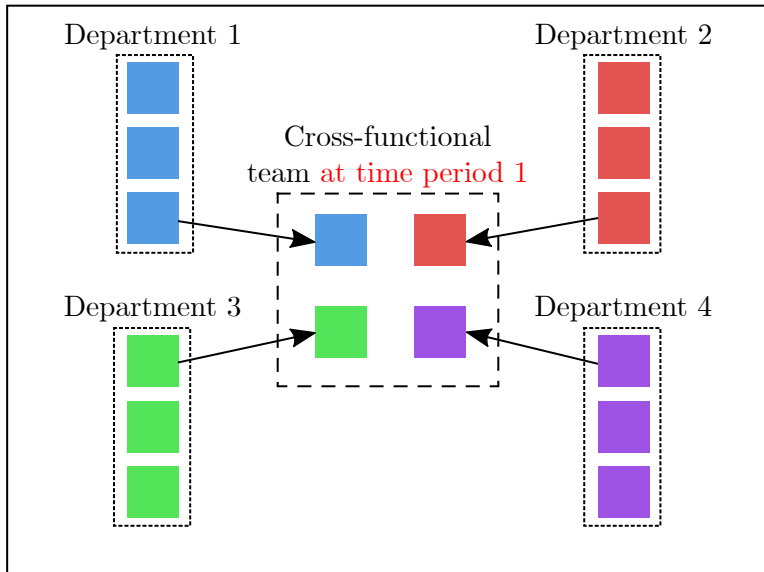 Department 1
Department 2
Cross-functional
team at time period 1
Department 3
Department 4